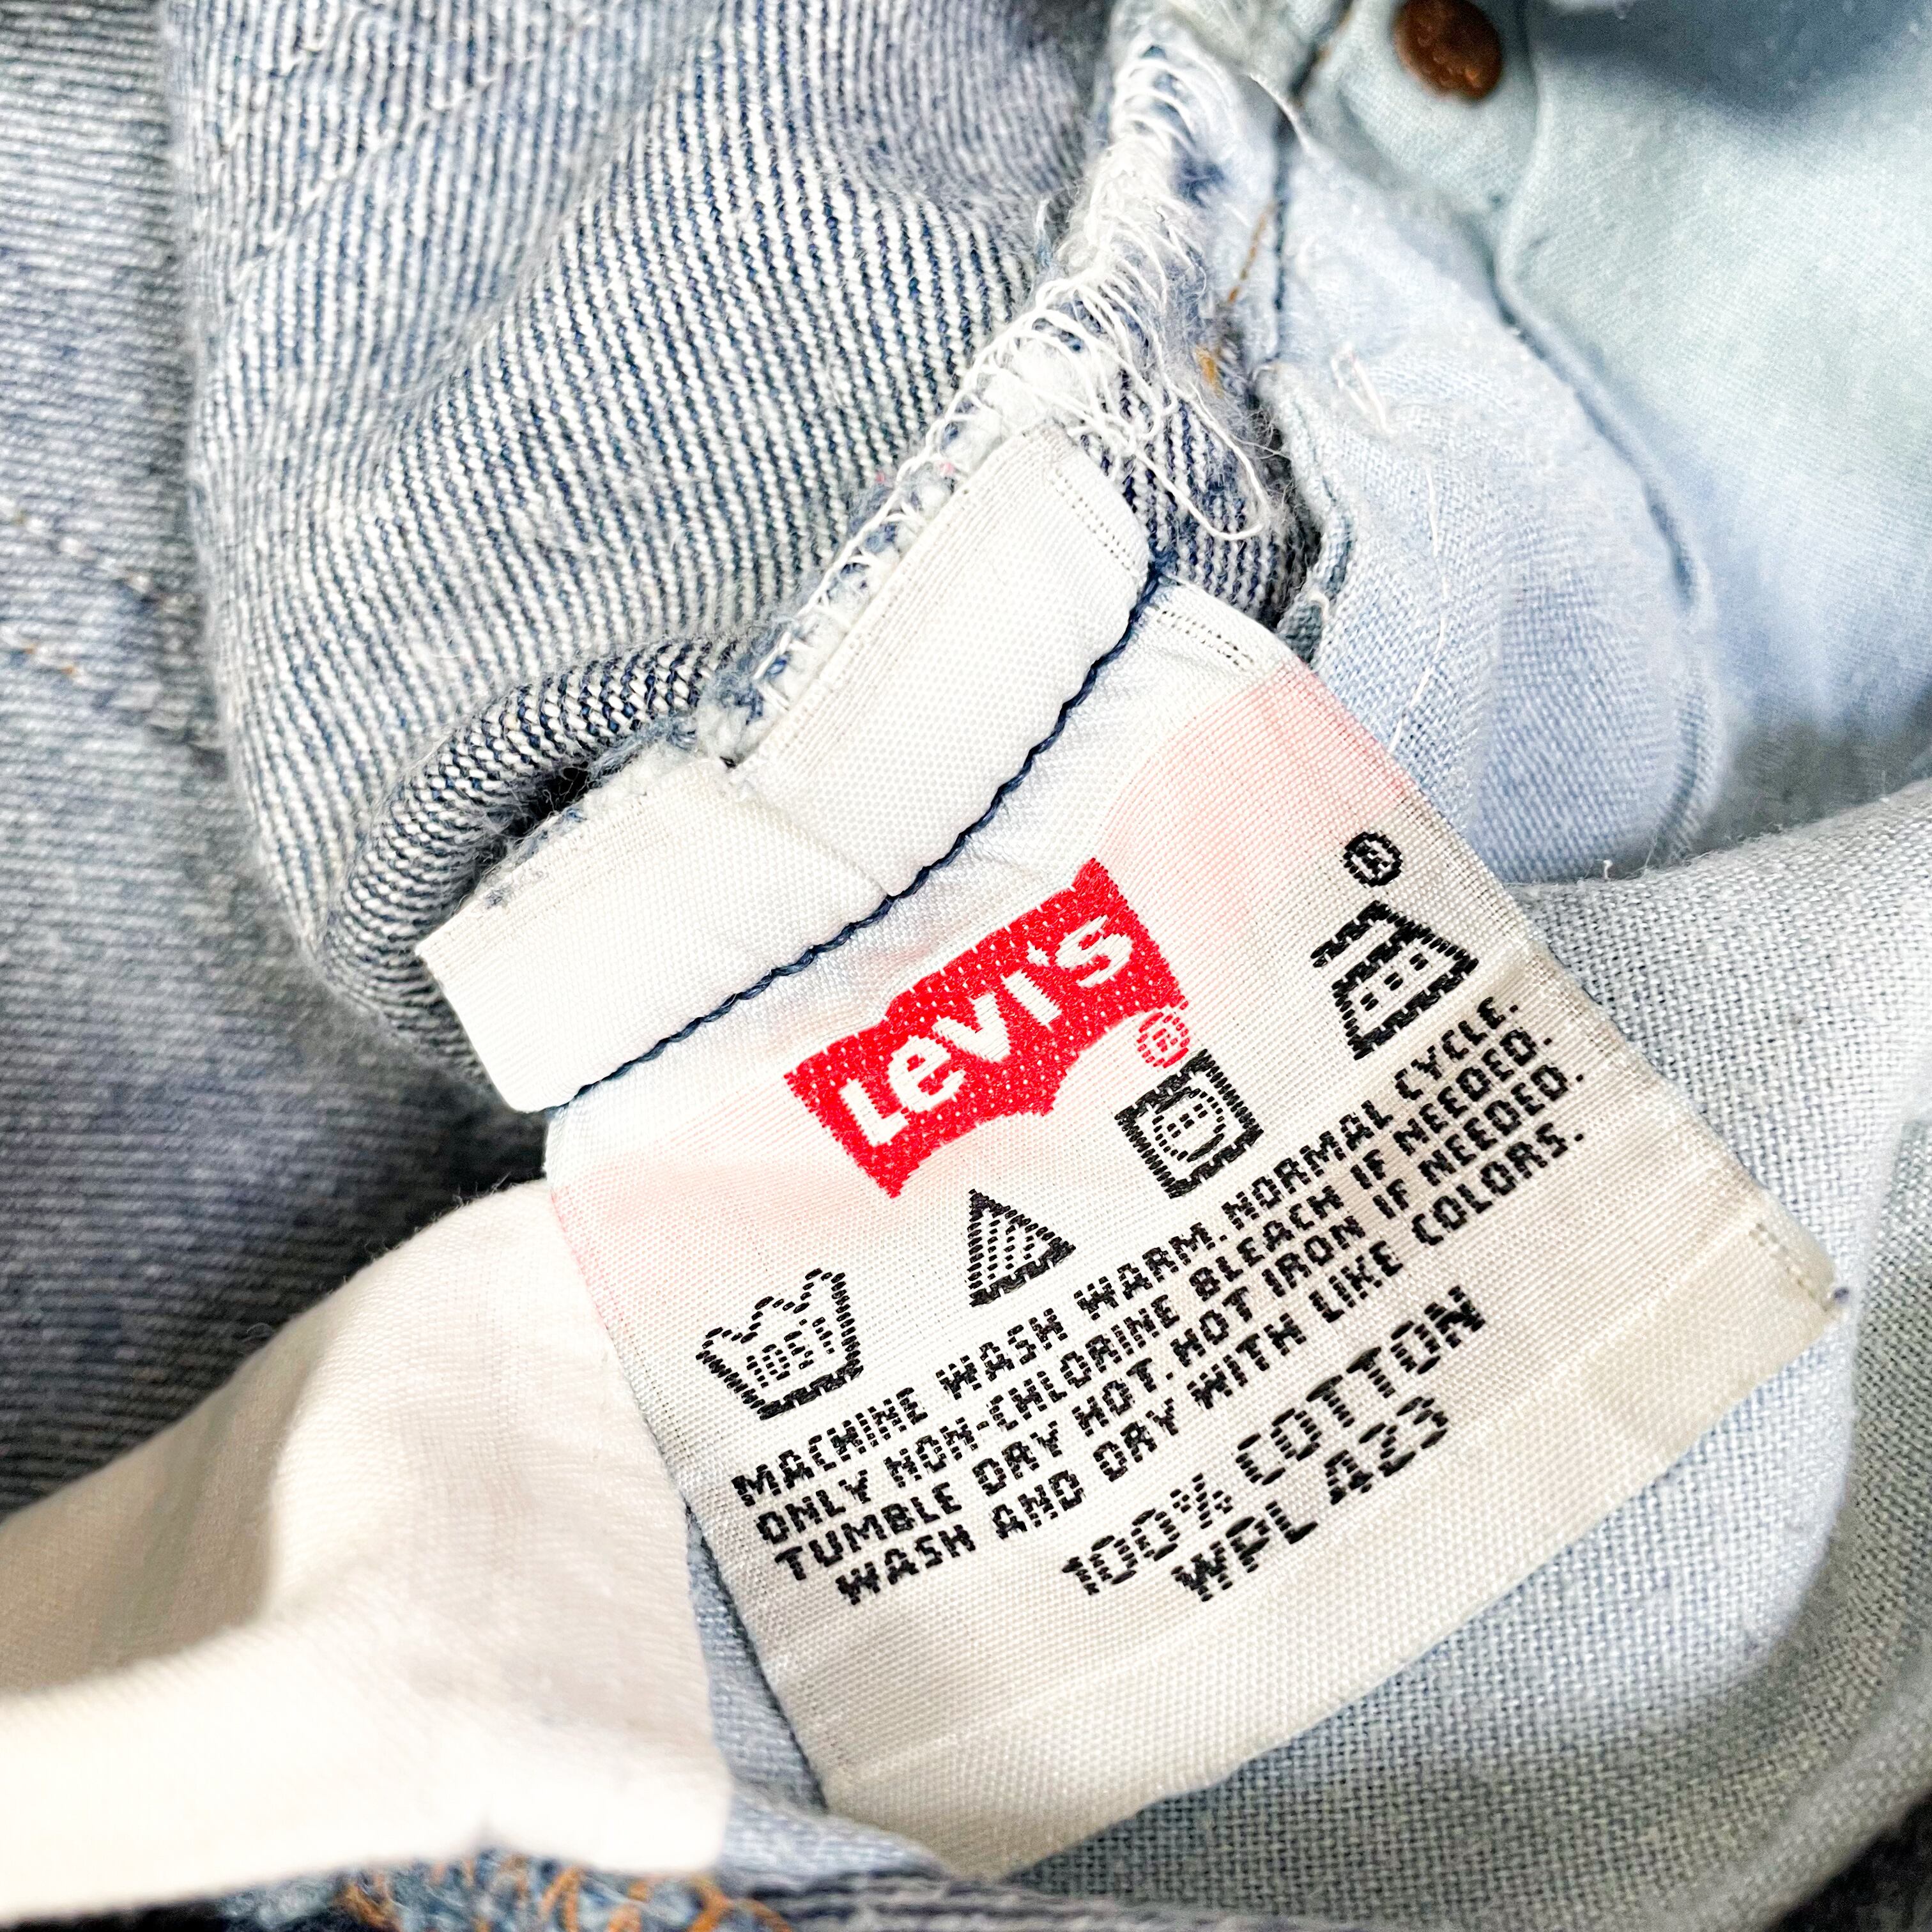 Levi's®
®
105F
MACHINE WASH WARM. NORMAL CYCLE.
ONLY NON-CHLORINE BLEACH IF NEEDED.
TUMBLE DRY HOT. HOT IRON IF NEEDED.
WASH AND DRY WITH LIKE COLORS.
100% COTTON
WPL 423